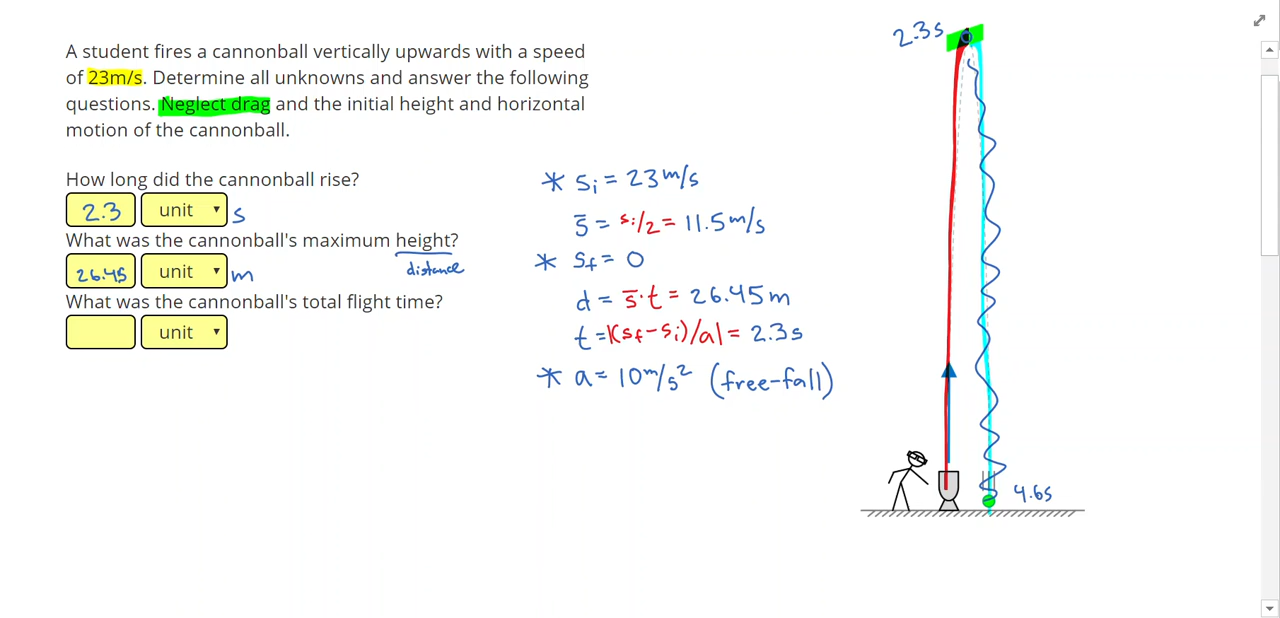 A student fires a cannonball vertically upwards with a speed
of 23m/s. Determine all unknowns and answer the following
questions. Neglect drag and the initial height and horizontal
motion of the cannonball.
How long did the cannonball rise?
2.3 unit s
What was the cannonball's maximum height?
distance
26.45 unit m
What was the cannonball's total flight time?
unit
* si = 23 m/s
s̄ = si/2 = 11.5 m/s
* sf = 0
d = s̄·t = 26.45m
t = |(sf-si)/a| = 2.3s
* a = 10 m/s² (free-fall)
2.3s
4.6s